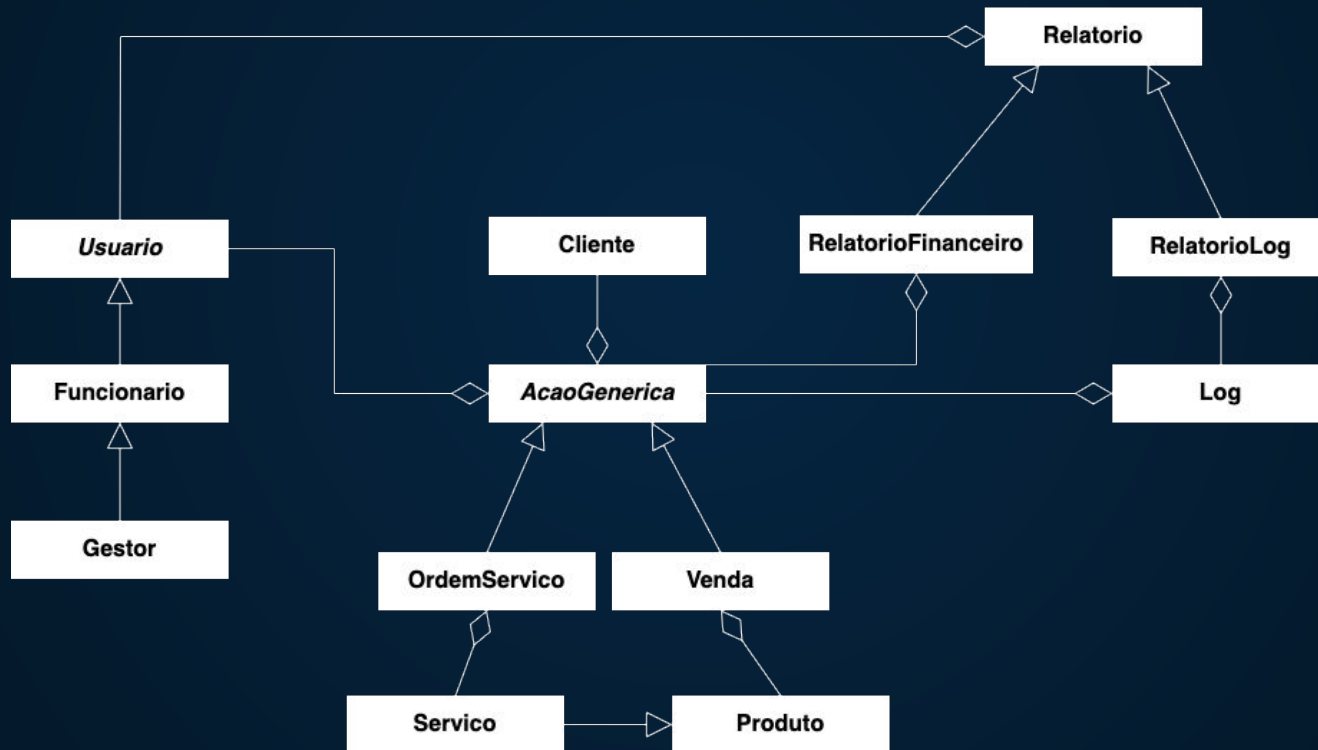 Relatorio
Usuario
Cliente
RelatorioFinanceiro
RelatorioLog
Funcionario
AcaoGenerica
Log
Gestor
OrdemServico
Venda
Servico
Produto